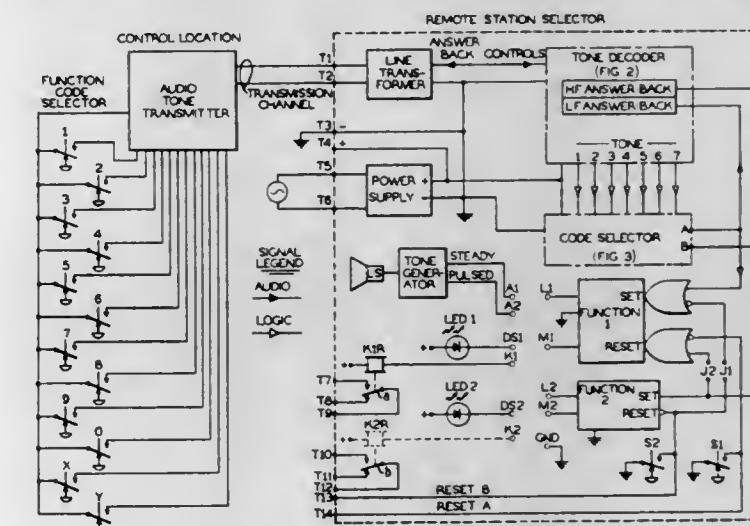 REMOTE STATION SELECTOR
CONTROL LOCATION
FUNCTION
CODE
SELECTOR
AUDIO
TONE
TRANSMITTER
1
2
3
4
5
6
7
8
9
0
X
Y
TRANSMISSION
CHANNEL
SIGNAL
LEGEND
AUDIO
LOGIC
T1
T2
T3 -
T4 +
T5
T6
LINE
TRANS-
FORMER
ANSWER
BACK CONTROLS
TONE DECODER
(FIG 2)
HF ANSWER BACK
LF ANSWER BACK
TONE
1 2 3 4 5 6 7
POWER +
SUPPLY -
CODE SELECTOR
(FIG 3)
A
B
LS
TONE
GENER-
ATOR
STEADY
PULSED
A1
A2
L1
SET
FUNCTION
1
RESET
LED 1
DS1
M1
K1R
K1
J2
J1
T7
T8
T9
a
LED 2
DS2
L2
M2
FUNCTION
2
SET
RESET
K2R
K2
GND
S2
S1
T10
T11
T12
T13
T14
b
RESET B
RESET A